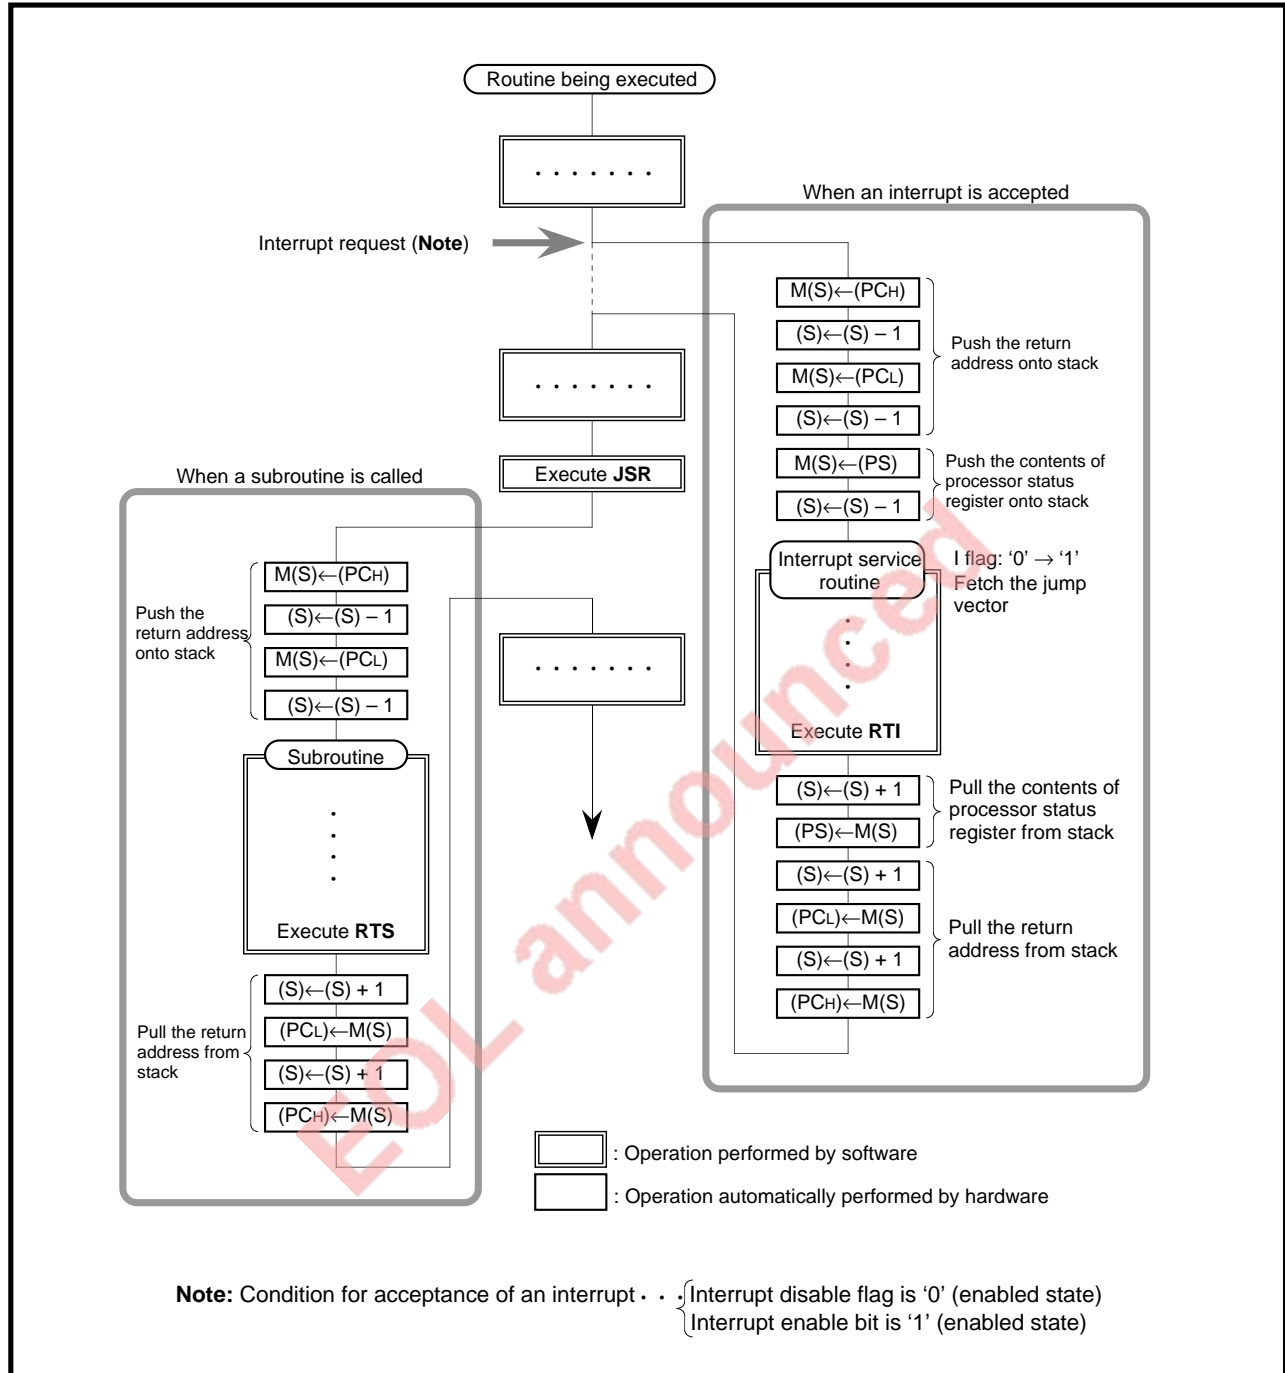 Routine being executed
. . . . . . .
When an interrupt is accepted
Interrupt request (Note)
M(S)←(PCH)
(S)←(S) – 1
M(S)←(PCL)
(S)←(S) – 1
Push the return
address onto stack
M(S)←(PS)
(S)←(S) – 1
Push the contents of
processor status
register onto stack
Interrupt service
routine
I flag: ‘0’ → ‘1’
Fetch the jump
vector
Execute RTI
(S)←(S) + 1
(PS)←M(S)
Pull the contents of
processor status
register from stack
(S)←(S) + 1
(PCL)←M(S)
(S)←(S) + 1
(PCH)←M(S)
Pull the return
address from stack
. . . . . . .
Execute JSR
When a subroutine is called
M(S)←(PCH)
(S)←(S) – 1
M(S)←(PCL)
(S)←(S) – 1
Push the
return address
onto stack
Subroutine
Execute RTS
(S)←(S) + 1
(PCL)←M(S)
(S)←(S) + 1
(PCH)←M(S)
Pull the return
address from
stack
. . . . . . .
EOL announced
: Operation performed by software
: Operation automatically performed by hardware
Note: Condition for acceptance of an interrupt · · · Interrupt disable flag is ‘0’ (enabled state)
Interrupt enable bit is ‘1’ (enabled state)